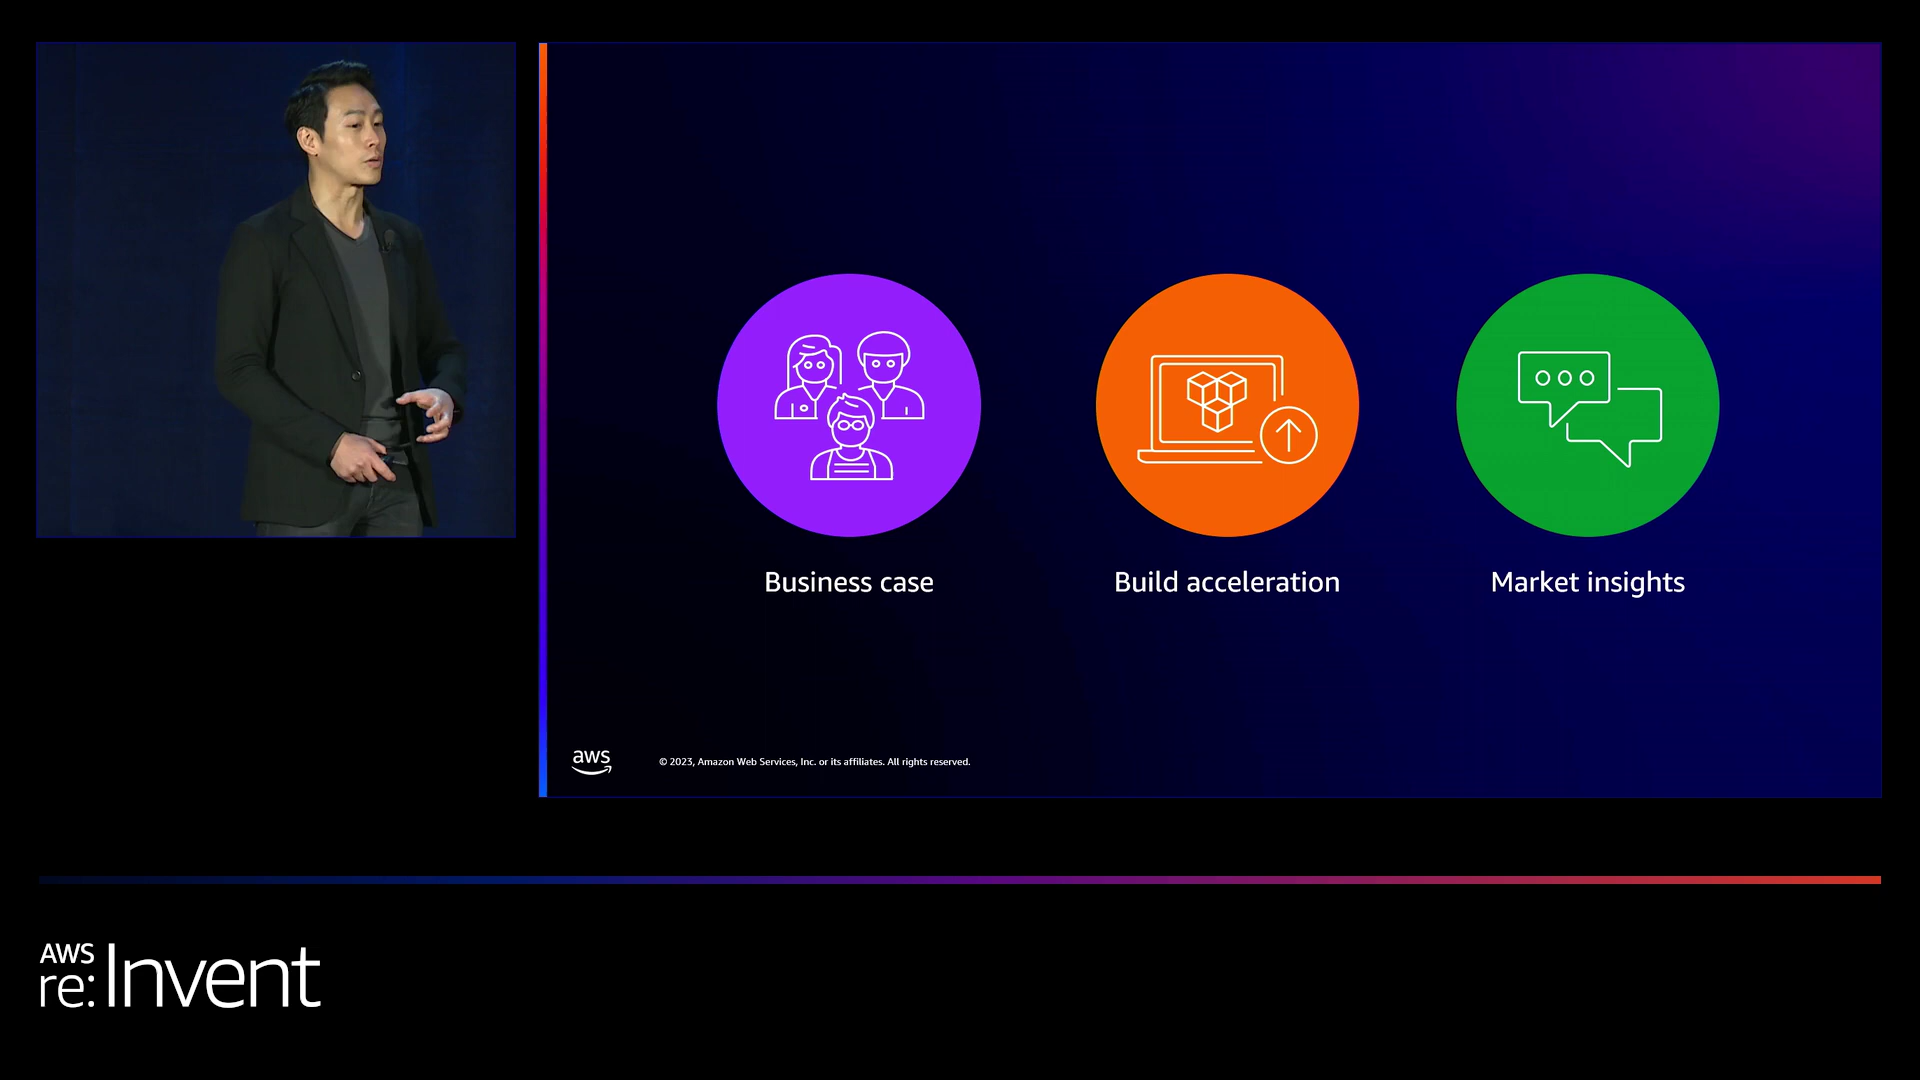 Business case
Build acceleration
Market insights
aws
© 2023, Amazon Web Services, Inc. or its affiliates. All rights reserved.
AWS
re:Invent